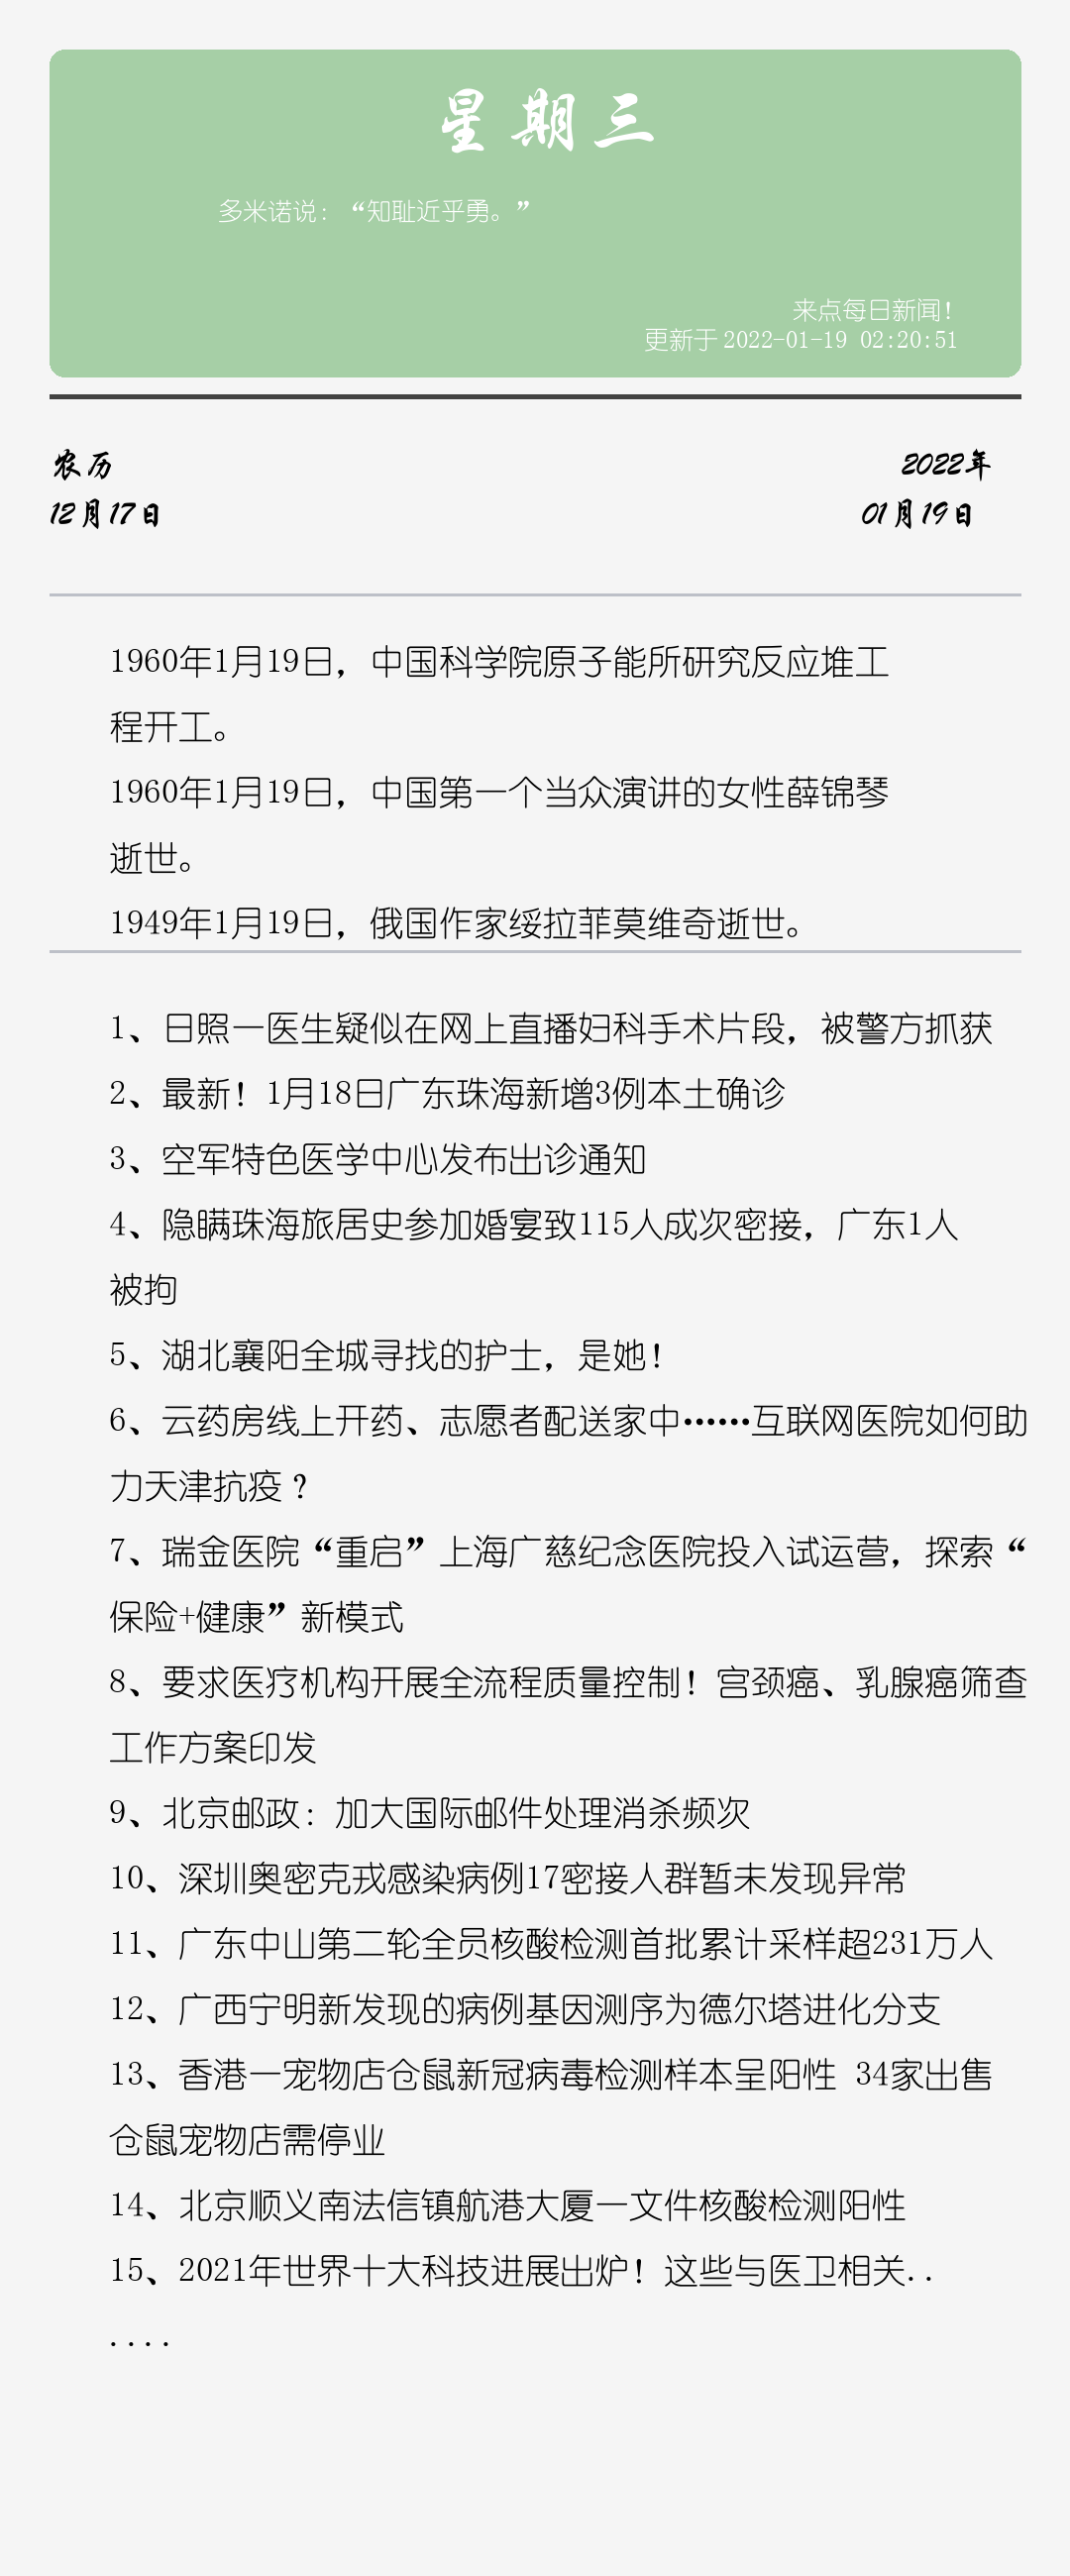 星期三
多米诺说：“知耻近乎勇。”
来点每日新闻！
更新于2022-01-19 02:20:51
农历
2022年
12月17日
01月19日
1960年1月19日，中国科学院原子能所研究反应堆工
程开工。
1960年1月19日，中国第一个当众演讲的女性薛锦琴
逝世。
1949年1月19日，俄国作家绥拉菲莫维奇逝世。
1、日照一医生疑似在网上直播妇科手术片段，被警方抓获
2、最新！1月18日广东珠海新增3例本土确诊
3、空军特色医学中心发布出诊通知
4、隐瞒珠海旅居史参加婚宴致115人成次密接，广东1人
被拘
5、湖北襄阳全城寻找的护士，是她！
6、云药房线上开药、志愿者配送家中……互联网医院如何助
力天津抗疫？
7、瑞金医院“重启”上海广慈纪念医院投入试运营，探索“
保险+健康”新模式
8、要求医疗机构开展全流程质量控制！宫颈癌、乳腺癌筛查
工作方案印发
9、北京邮政：加大国际邮件处理消杀频次
10、深圳奥密克戎感染病例17密接人群暂未发现异常
11、广东中山第二轮全员核酸检测首批累计采样超231万人
12、广西宁明新发现的病例基因测序为德尔塔进化分支
13、香港一宠物店仓鼠新冠病毒检测样本呈阳性 34家出售
仓鼠宠物店需停业
14、北京顺义南法信镇航港大厦一文件核酸检测阳性
15、2021年世界十大科技进展出炉！这些与医卫相关..
....